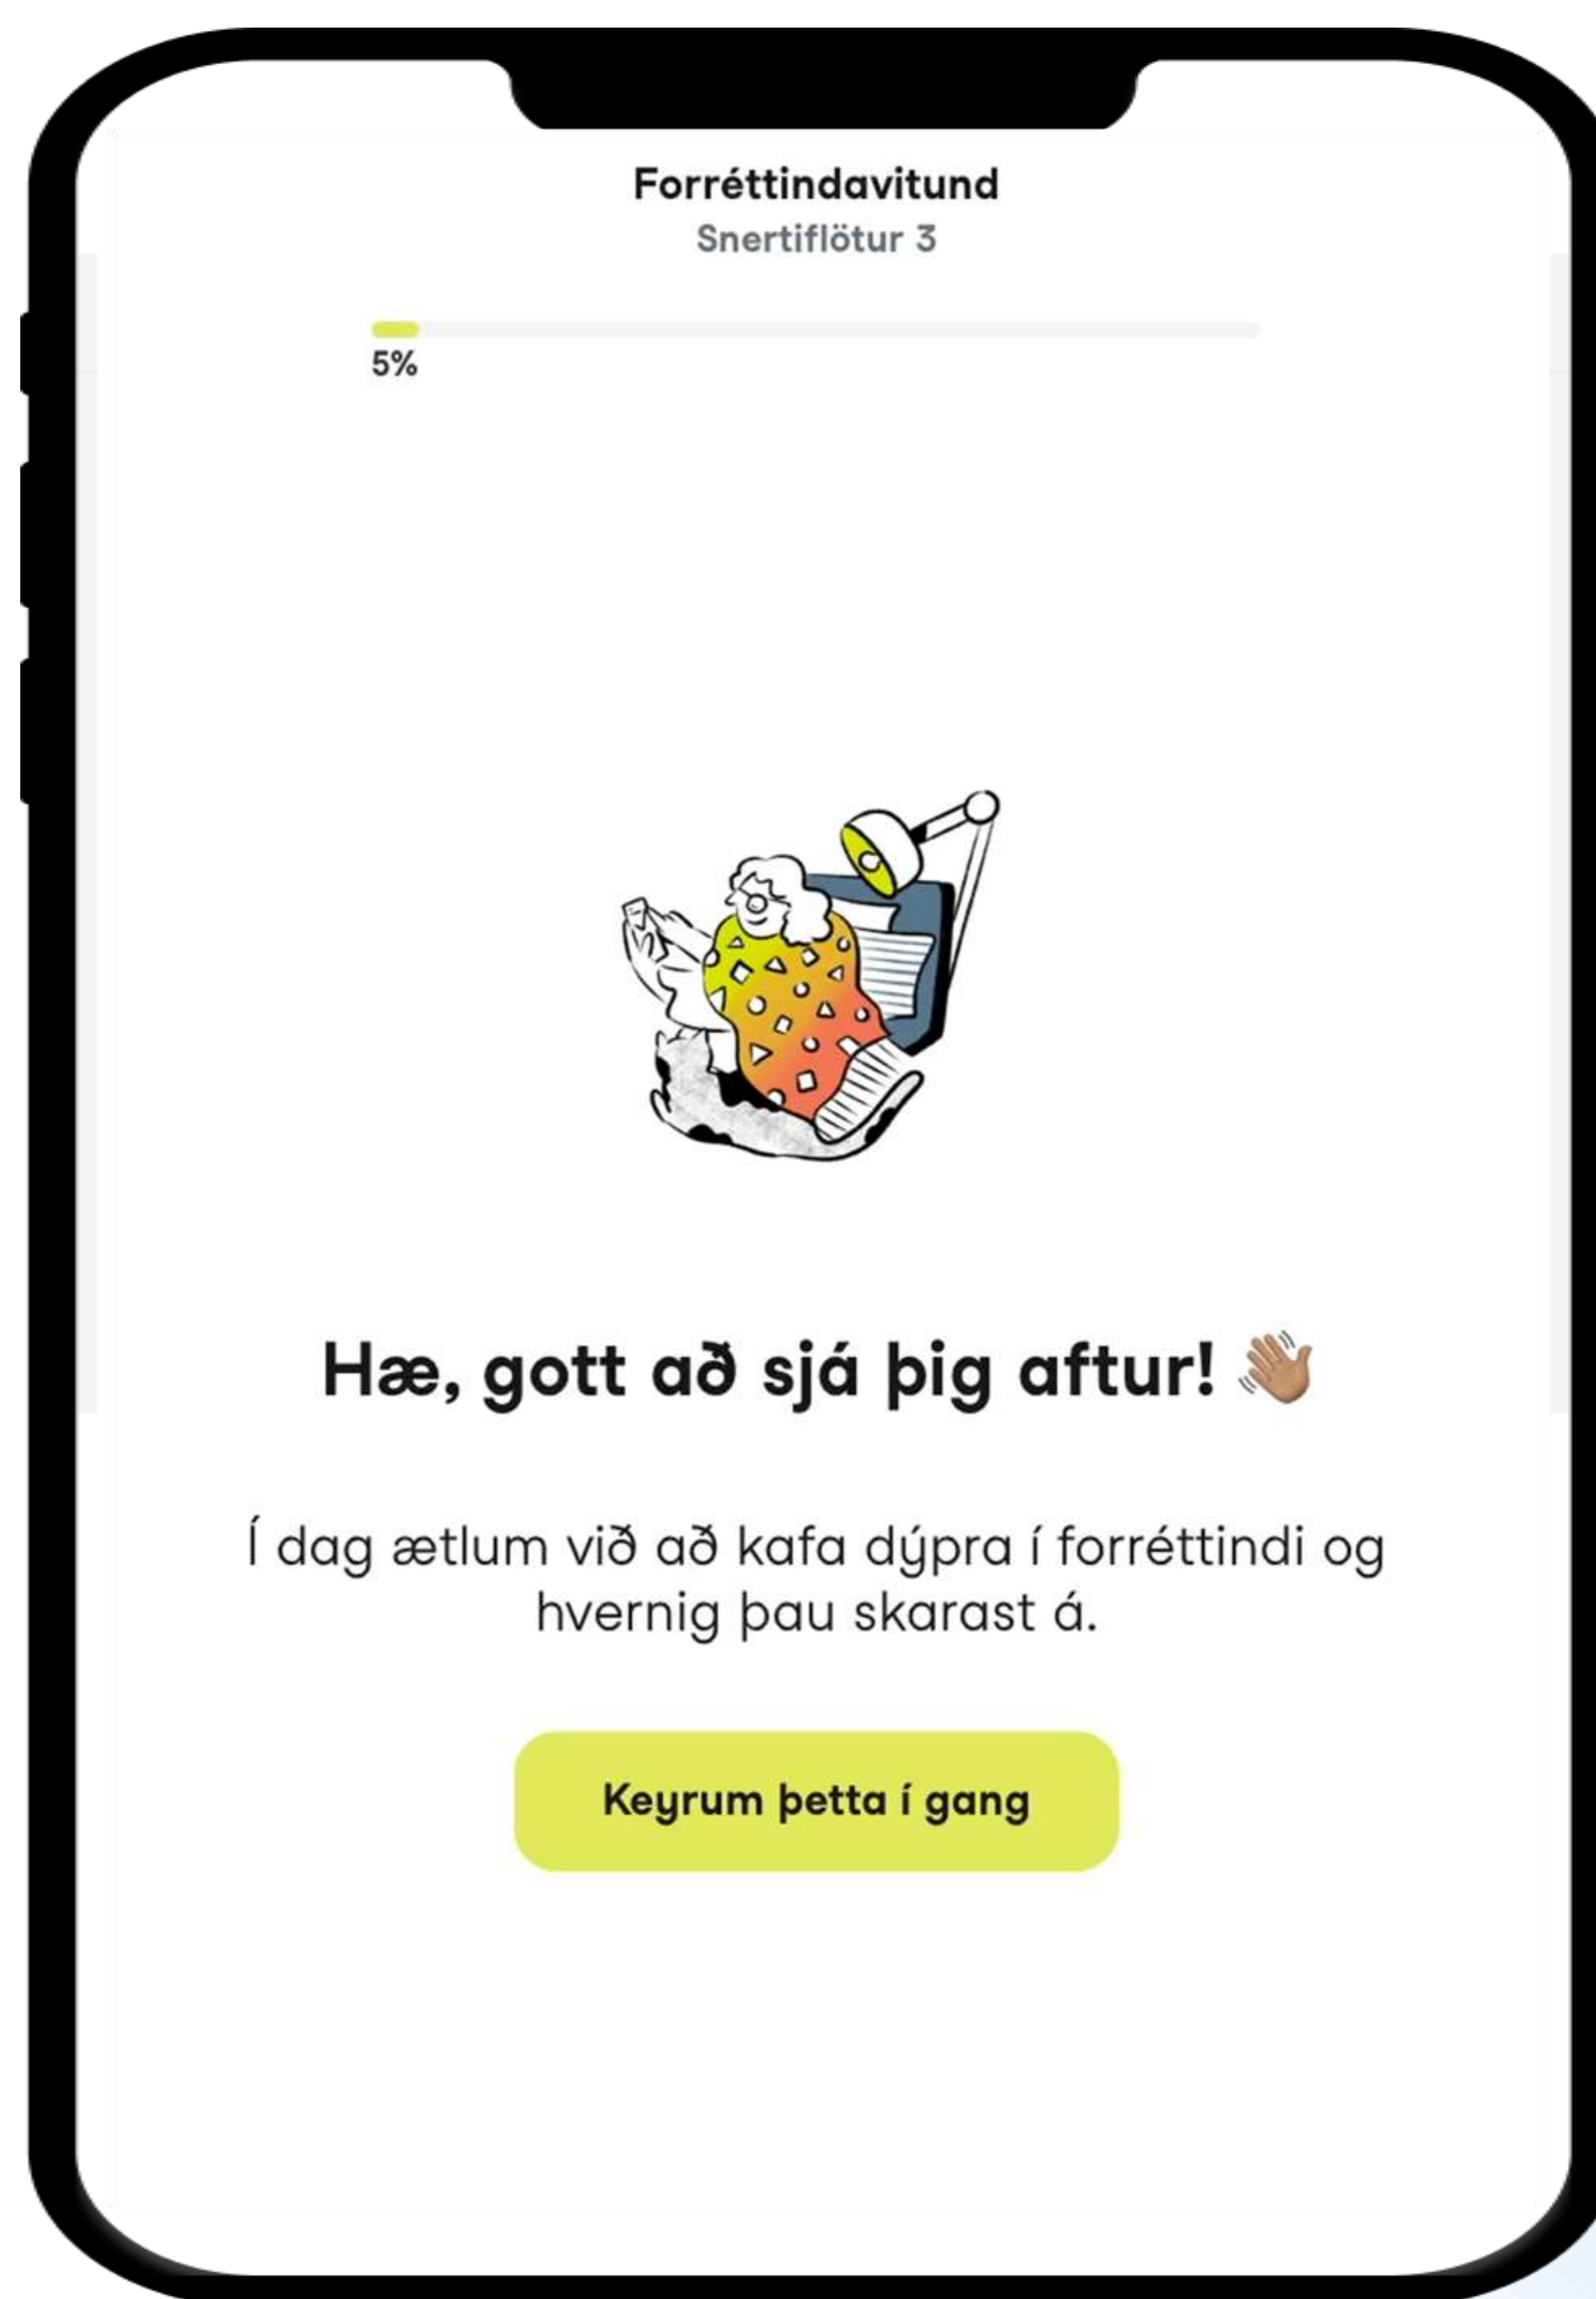 Forréttindavitund
Snertiflötur 3
5%
Hæ, gott að sjá þig aftur! 👋🏽
Í dag ætlum við að kafa dýpra í forréttindi og
hvernig þau skarast á.
Keyrum þetta í gang